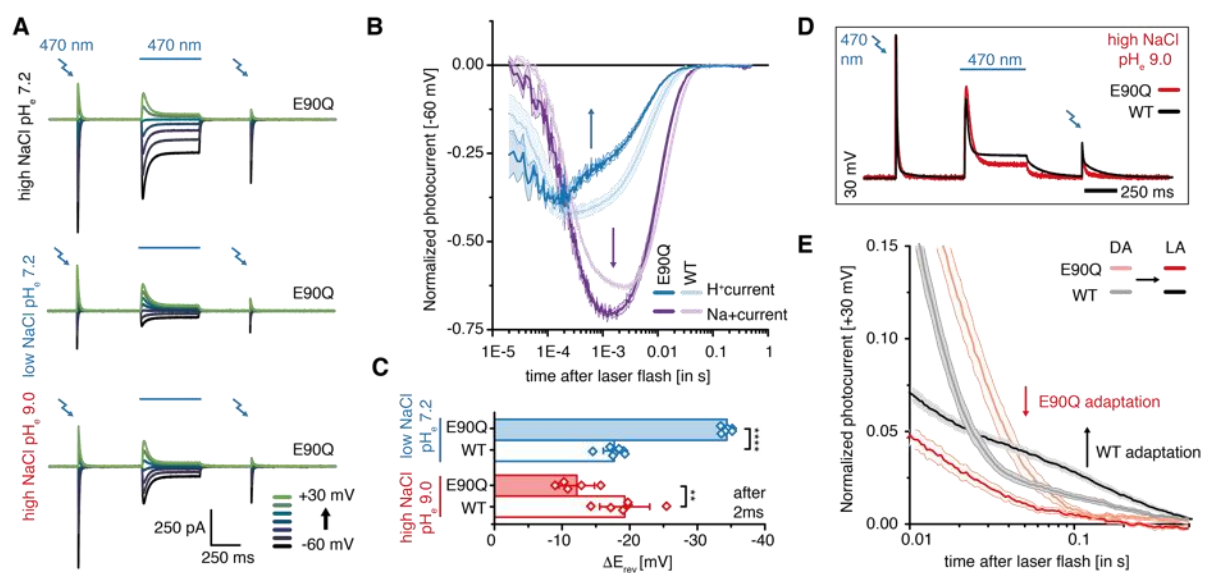 A
470 nm
470 nm
high NaCl pHe 7.2
E90Q
low NaCl pHe 7.2
E90Q
high NaCl pHe 9.0
E90Q
+30 mV
-60 mV
250 pA
250 ms
B
Normalized photocurrent [-60 mV]
0.00
-0.25
-0.50
-0.75
1E-5
1E-4
1E-3
0.01
0.1
1
time after laser flash [in s]
E90Q
WT
H+current
Na+current
C
low NaCl
pHe 7.2
high NaCl
pHe 9.0
E90Q
WT
E90Q
WT
****
**
after
2ms
0
-10
-20
-30
-40
ΔErev [mV]
D
470
nm
470 nm
high NaCl
pHe 9.0
E90Q
WT
30 mV
250 ms
E
Normalized photocurrent [+30 mV]
0.15
0.10
0.05
0.00
0.01
0.1
time after laser flash [in s]
DA
LA
E90Q
WT
E90Q adaptation
WT adaptation